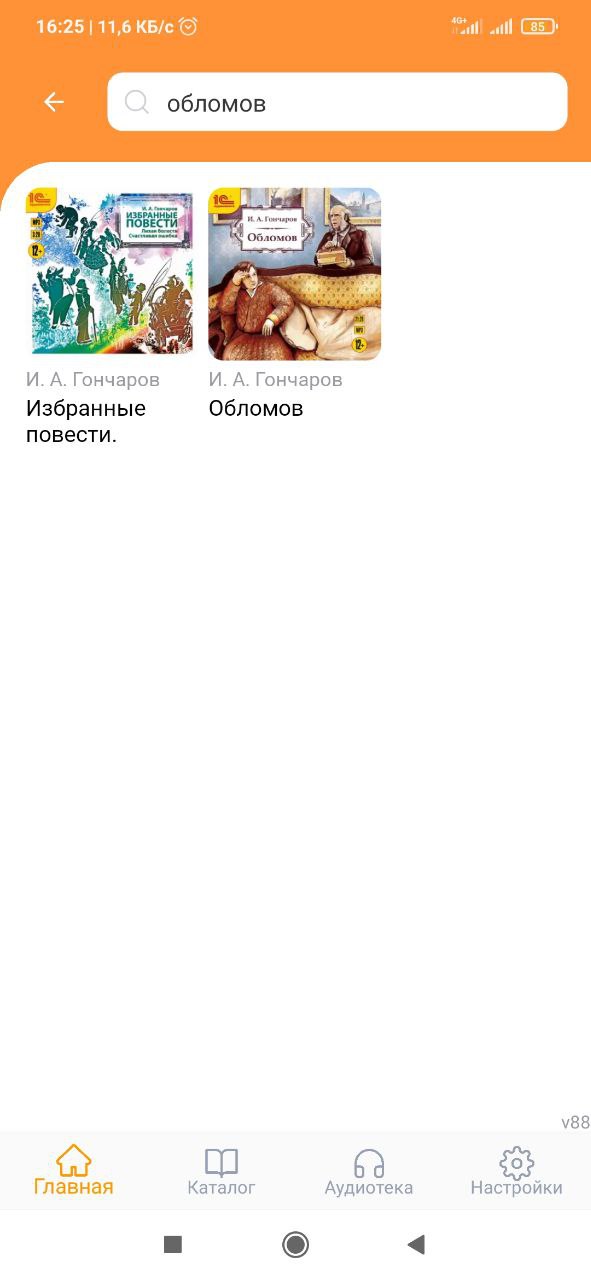 16:25 | 11,6 КБ/с
4G+
85
обломов
1С
И. А. Гончаров
ИЗБРАННЫЕ
ПОВЕСТИ
Лихая болесть
Счастливая ошибка
MP3
12+
1С
И. А. Гончаров
Обломов
MP3
12+
И. А. Гончаров
Избранные
повести.
И. А. Гончаров
Обломов
v88
Главная
Каталог
Аудиотека
Настройки